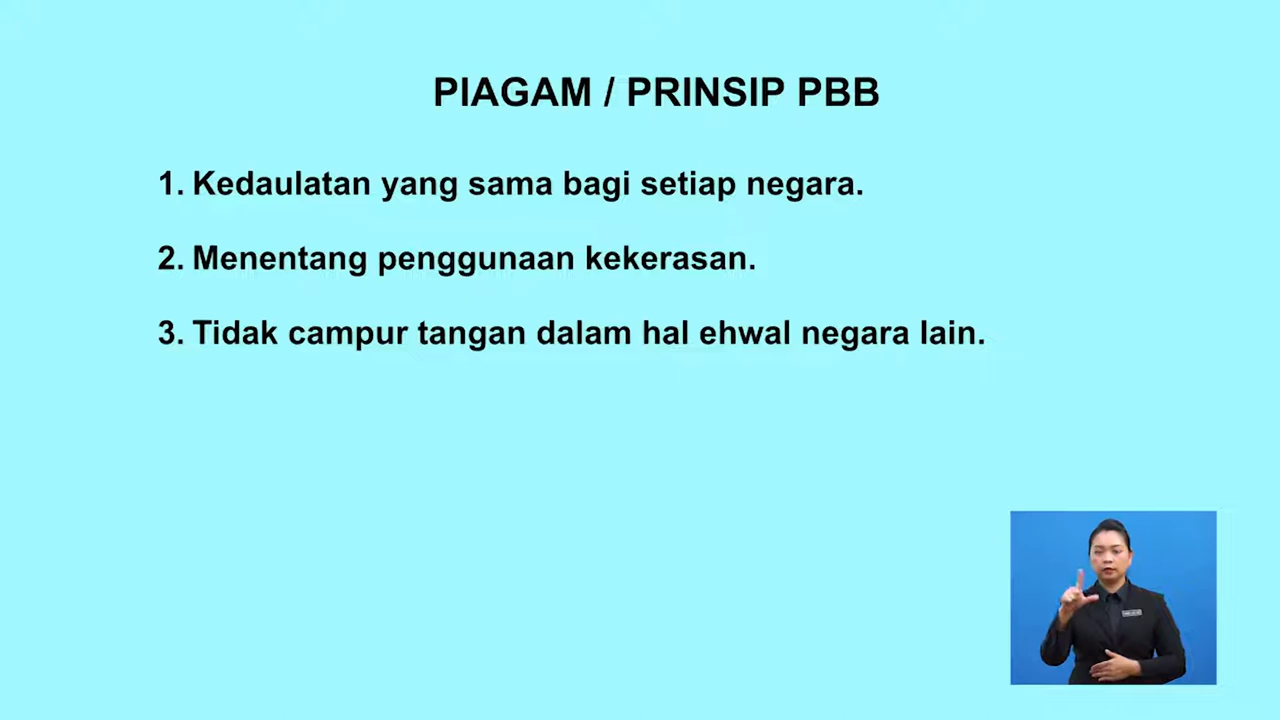 PIAGAM / PRINSIP PBB
1. Kedaulatan yang sama bagi setiap negara.
2. Menentang penggunaan kekerasan.
3. Tidak campur tangan dalam hal ehwal negara lain.